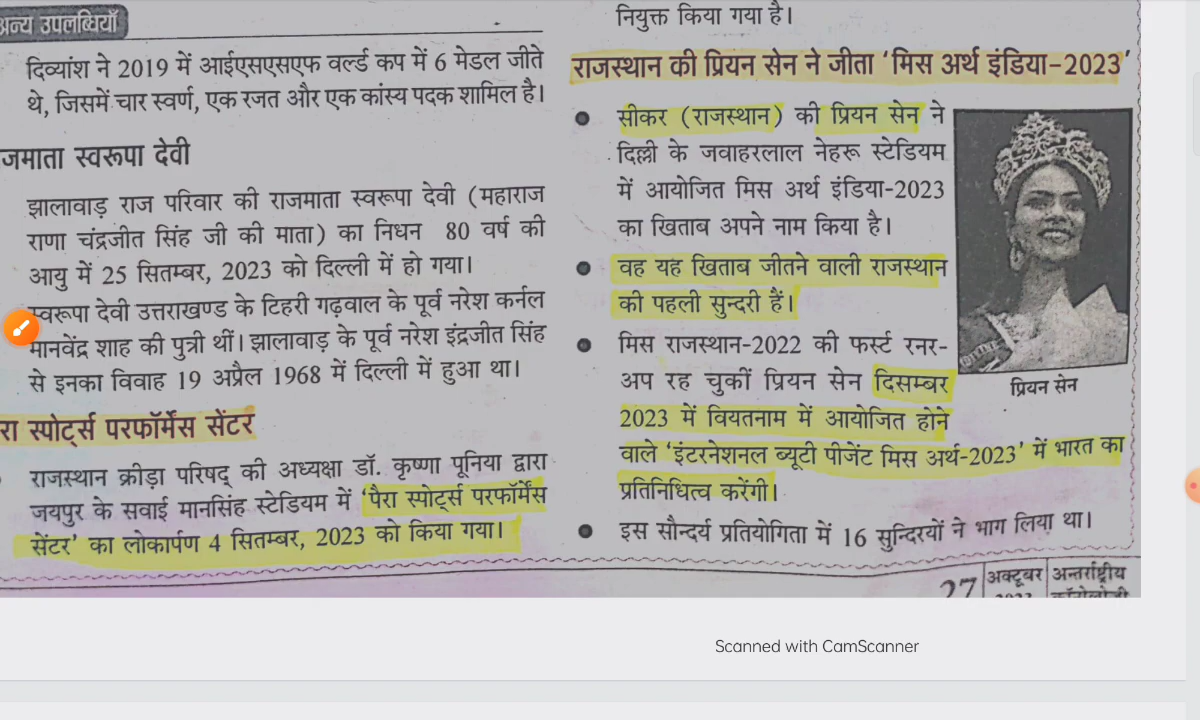 अन्य उपलब्धियाँ
दिव्यांश ने 2019 में आईएसएसएफ वर्ल्ड कप में 6 मेडल जीते
थे, जिसमें चार स्वर्ण, एक रजत और एक कांस्य पदक शामिल है।
जमाता स्वरूपा देवी
झालावाड़ राज परिवार की राजमाता स्वरूपा देवी (महाराज
राणा चंद्रजीत सिंह जी की माता) का निधन 80 वर्ष की
आयु में 25 सितम्बर, 2023 को दिल्ली में हो गया।
स्वरूपा देवी उत्तराखण्ड के टिहरी गढ़वाल के पूर्व नरेश कर्नल
मानवेंद्र शाह की पुत्री थीं। झालावाड़ के पूर्व नरेश इंद्रजीत सिंह
से इनका विवाह 19 अप्रैल 1968 में दिल्ली में हुआ था।
रा स्पोर्ट्स परफॉर्मेंस सेंटर
राजस्थान क्रीड़ा परिषद् की अध्यक्षा डॉ. कृष्णा पूनिया द्वारा
जयपुर के सवाई मानसिंह स्टेडियम में 'पैरा स्पोर्ट्स परफॉर्मेंस
सेंटर' का लोकार्पण 4 सितम्बर, 2023 को किया गया।
नियुक्त किया गया है।
राजस्थान की प्रियन सेन ने जीता 'मिस अर्थ इंडिया-2023'
● सीकर (राजस्थान) की प्रियन सेन ने
दिल्ली के जवाहरलाल नेहरू स्टेडियम
में आयोजित मिस अर्थ इंडिया-2023
का खिताब अपने नाम किया है।
● वह यह खिताब जीतने वाली राजस्थान
की पहली सुन्दरी हैं।
● मिस राजस्थान-2022 की फर्स्ट रनर-
अप रह चुकीं प्रियन सेन दिसम्बर
2023 में वियतनाम में आयोजित होने
वाले 'इंटरनेशनल ब्यूटी पीजेंट मिस अर्थ-2023' में भारत का
प्रतिनिधित्व करेंगी।
● इस सौन्दर्य प्रतियोगिता में 16 सुन्दिरयों ने भाग लिया था।
प्रियन सेन
27 अक्टूबर अन्तर्राष्ट्रीय
Scanned with CamScanner